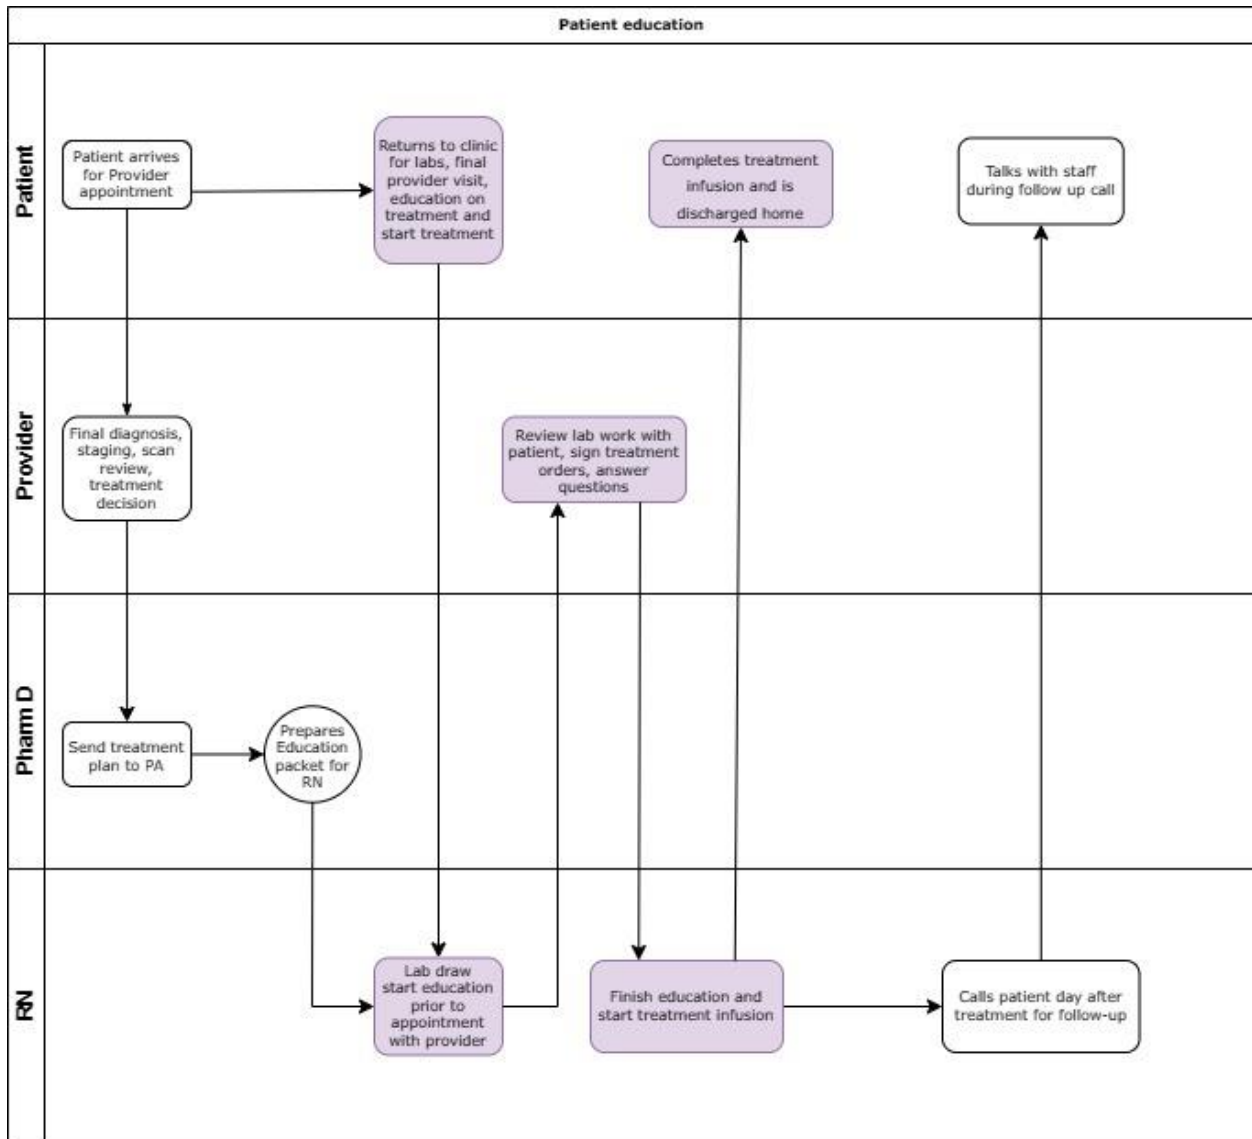 Patient education
Patient
Patient arrives
for Provider
appointment
Returns to clinic
for labs, final
provider visit,
education on
treatment and
start treatment
Completes treatment
infusion and is
discharged home
Talks with staff
during follow up call
Provider
Final diagnosis,
staging, scan
review,
treatment
decision
Review lab work with
patient, sign treatment
orders, answer
questions
Pharm D
Send treatment
plan to PA
Prepares
Education
packet for
RN
RN
Lab draw
start education
prior to
appointment
with provider
Finish education and
start treatment infusion
Calls patient day after
treatment for follow-up